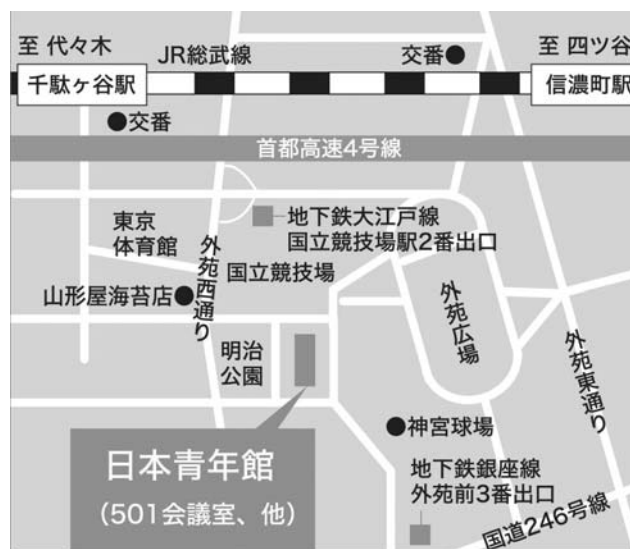 至 代々木
JR総武線
交番
至 四ツ谷
千駄ヶ谷駅
信濃町駅
交番
首都高速4号線
東京
体育館
外苑西通り
地下鉄大江戸線
国立競技場駅2番出口
国立競技場
山形屋海苔店
外苑広場
明治
公園
外苑東通り
神宮球場
日本青年館
(501会議室、他)
地下鉄銀座線
外苑前3番出口
国道246号線